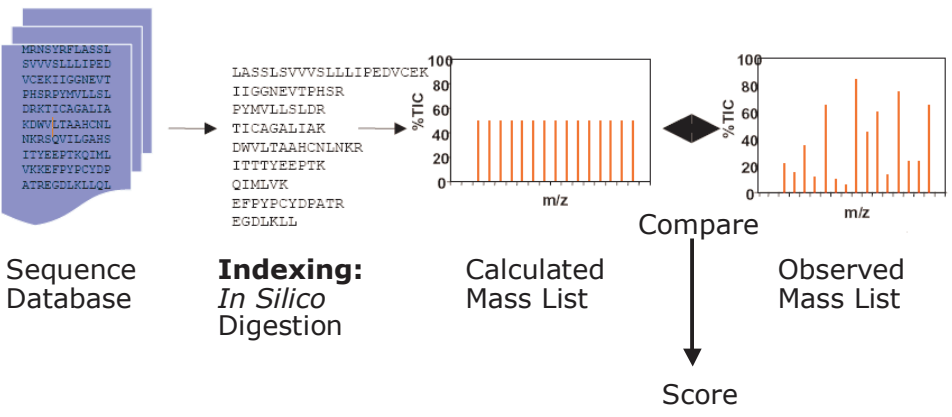 MRNSYRFLASSL
SVVVSLLLIPED
VCEKIIGGNEVT
PHSRPYMVLLSL
DRKTICAGALIA
KDWVLTAAHCNL
NKRSQVILGAHS
ITYEEPTKQIML
VKKEFPYPCYDP
ATREGDLKLLQL
LASSLSVVVSLLLIPEDVCEK
IIGGNEVTPHSR
PYMVLLSLDR
TICAGALIAK
DWVLTAAHCNLNKR
ITTTYEEPTK
QIMLVK
EFPYPCYDPATR
EGDLKLL
%TIC
100
80
60
40
20
0
m/z
%TIC
100
80
60
40
20
0
m/z
Compare
Sequence
Database
Indexing:
In Silico
Digestion
Calculated
Mass List
Observed
Mass List
Score